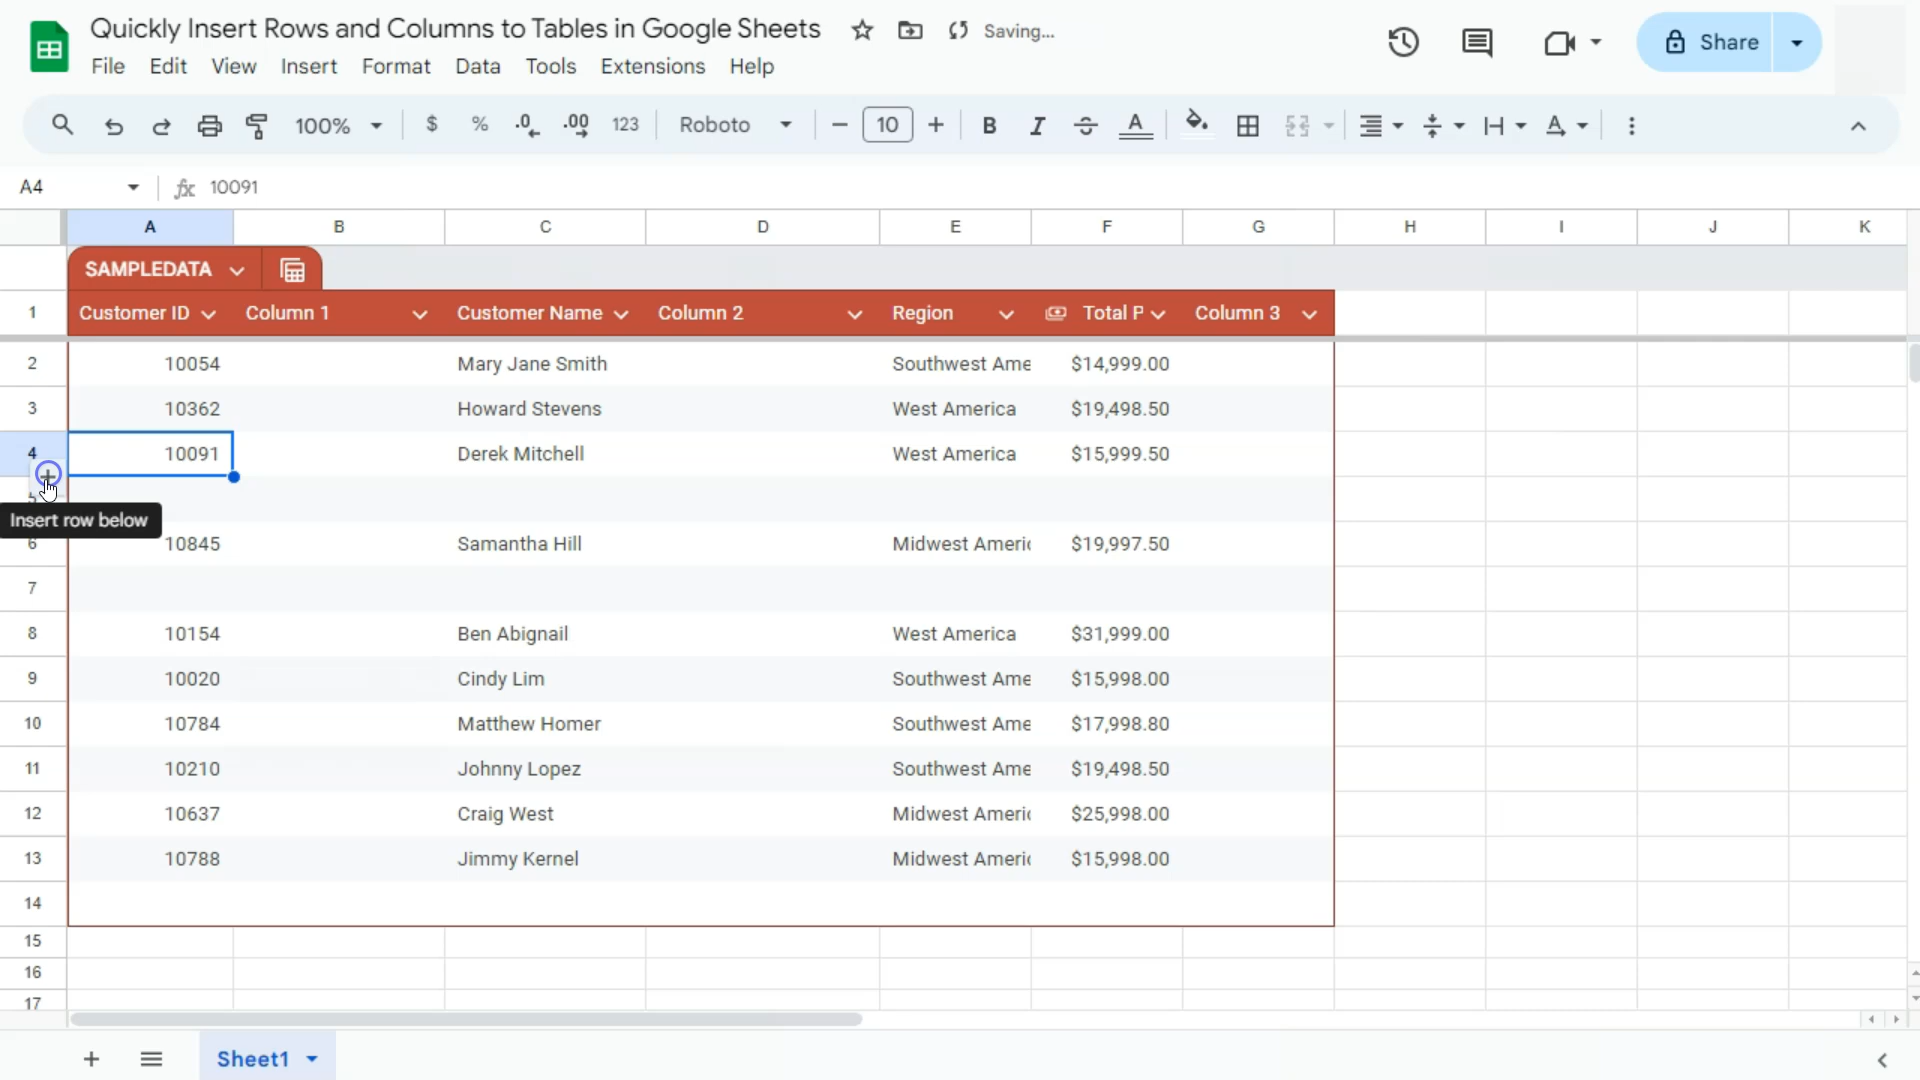 Quickly Insert Rows and Columns to Tables in Google Sheets Saving...
File Edit View Insert Format Data Tools Extensions Help
Share
100% $ % .0 .00 123 Roboto 10 B I S A
A4 fx 10091
A B C D E F G H I J K
SAMPLEDATA
1 Customer ID Column 1 Customer Name Column 2 Region Total P Column 3
2 10054 Mary Jane Smith Southwest Ame $14,999.00
3 10362 Howard Stevens West America $19,498.50
4 10091 Derek Mitchell West America $15,999.50
5
Insert row below
6 10845 Samantha Hill Midwest Americ $19,997.50
7
8 10154 Ben Abignail West America $31,999.00
9 10020 Cindy Lim Southwest Ame $15,998.00
10 10784 Matthew Homer Southwest Ame $17,998.80
11 10210 Johnny Lopez Southwest Ame $19,498.50
12 10637 Craig West Midwest Americ $25,998.00
13 10788 Jimmy Kernel Midwest Americ $15,998.00
14
15
16
17
Sheet1